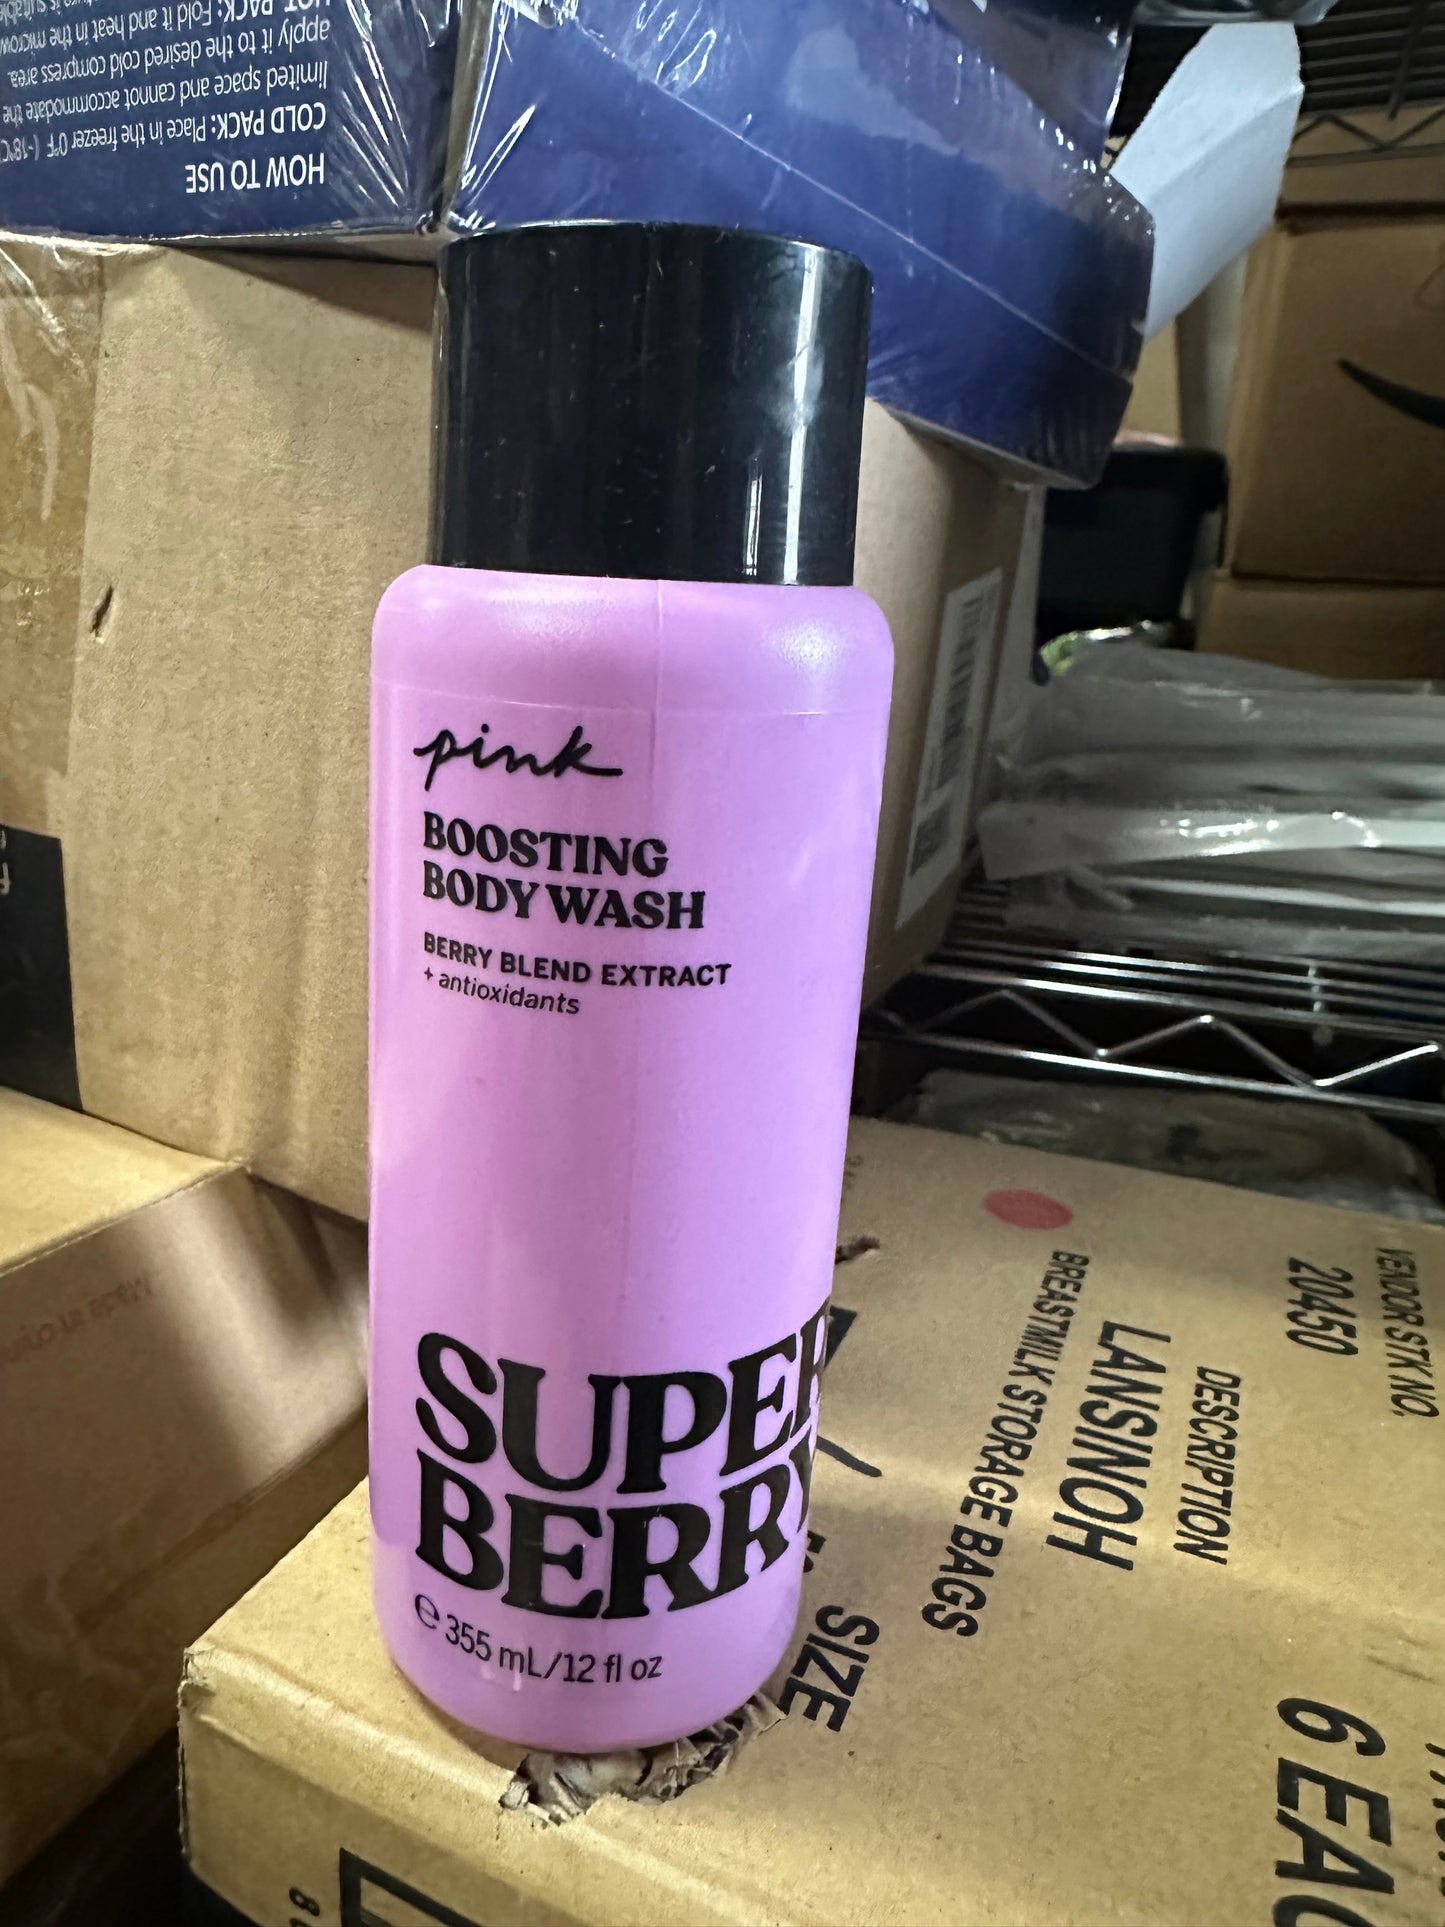 HOW TO USE
COLD PACK: Place in the freezer 0°F (-18°C
limited space and cannot accommodate the
apply it to the desired cold compress area.
HOT PACK: Fold it and heat in the microw
pink
BOOSTING
BODY WASH
BERRY BLEND EXTRACT
+ antioxidants
SUPER
BERRY
℮ 355 mL/12 fl oz
VENDOR STK NO.
20450
DESCRIPTION
LANSINOH
BREASTMILK STORAGE BAGS
SIZE
6 EAC